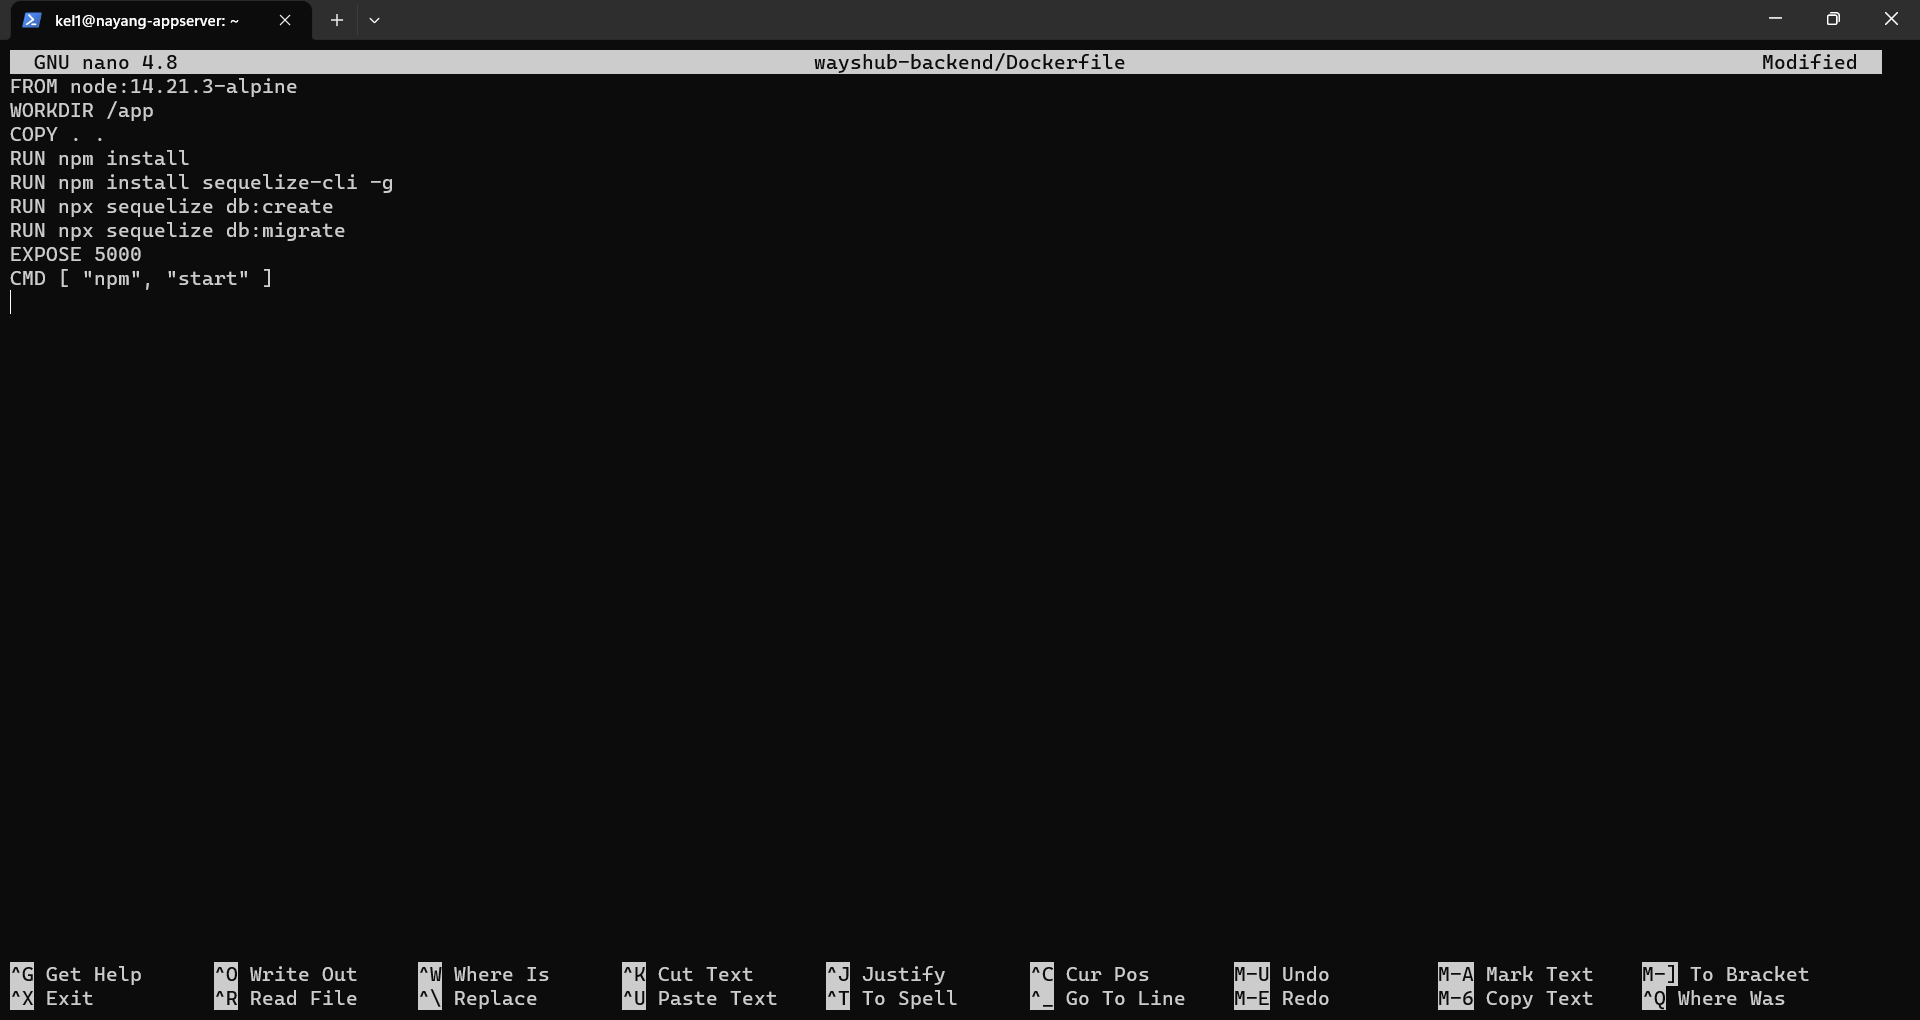 kel1@nayang-appserver: ~
GNU nano 4.8 wayshub-backend/Dockerfile Modified
FROM node:14.21.3-alpine
WORKDIR /app
COPY . .
RUN npm install
RUN npm install sequelize-cli -g
RUN npx sequelize db:create
RUN npx sequelize db:migrate
EXPOSE 5000
CMD [ "npm", "start" ]
^G Get Help ^O Write Out ^W Where Is ^K Cut Text ^J Justify ^C Cur Pos M-U Undo M-A Mark Text M-] To Bracket
^X Exit ^R Read File ^\ Replace ^U Paste Text ^T To Spell ^_ Go To Line M-E Redo M-6 Copy Text ^Q Where Was